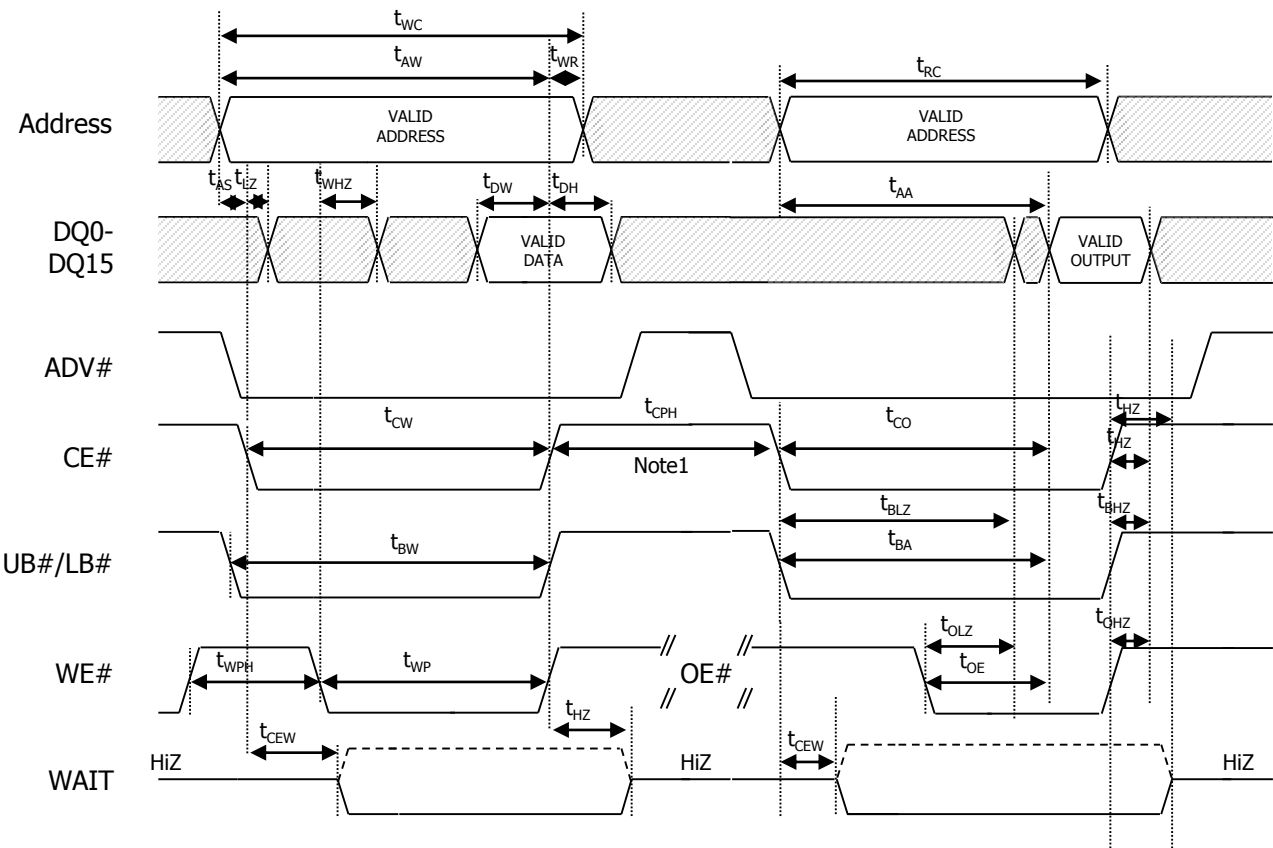 tWC
tAW
tWR
tRC
Address
VALID
ADDRESS
VALID
ADDRESS
tAS
tLZ
tWHZ
tDW
tDH
tAA
DQ0-
DQ15
VALID
DATA
VALID
OUTPUT
ADV#
CE#
tCW
tCPH
Note1
tCO
tHZ
tHZ
UB#/LB#
tBW
tBLZ
tBA
tBHZ
WE#
tWPH
tWP
OE#
tOLZ
tOE
tOHZ
WAIT
HiZ
tCEW
tHZ
HiZ
tCEW
HiZ